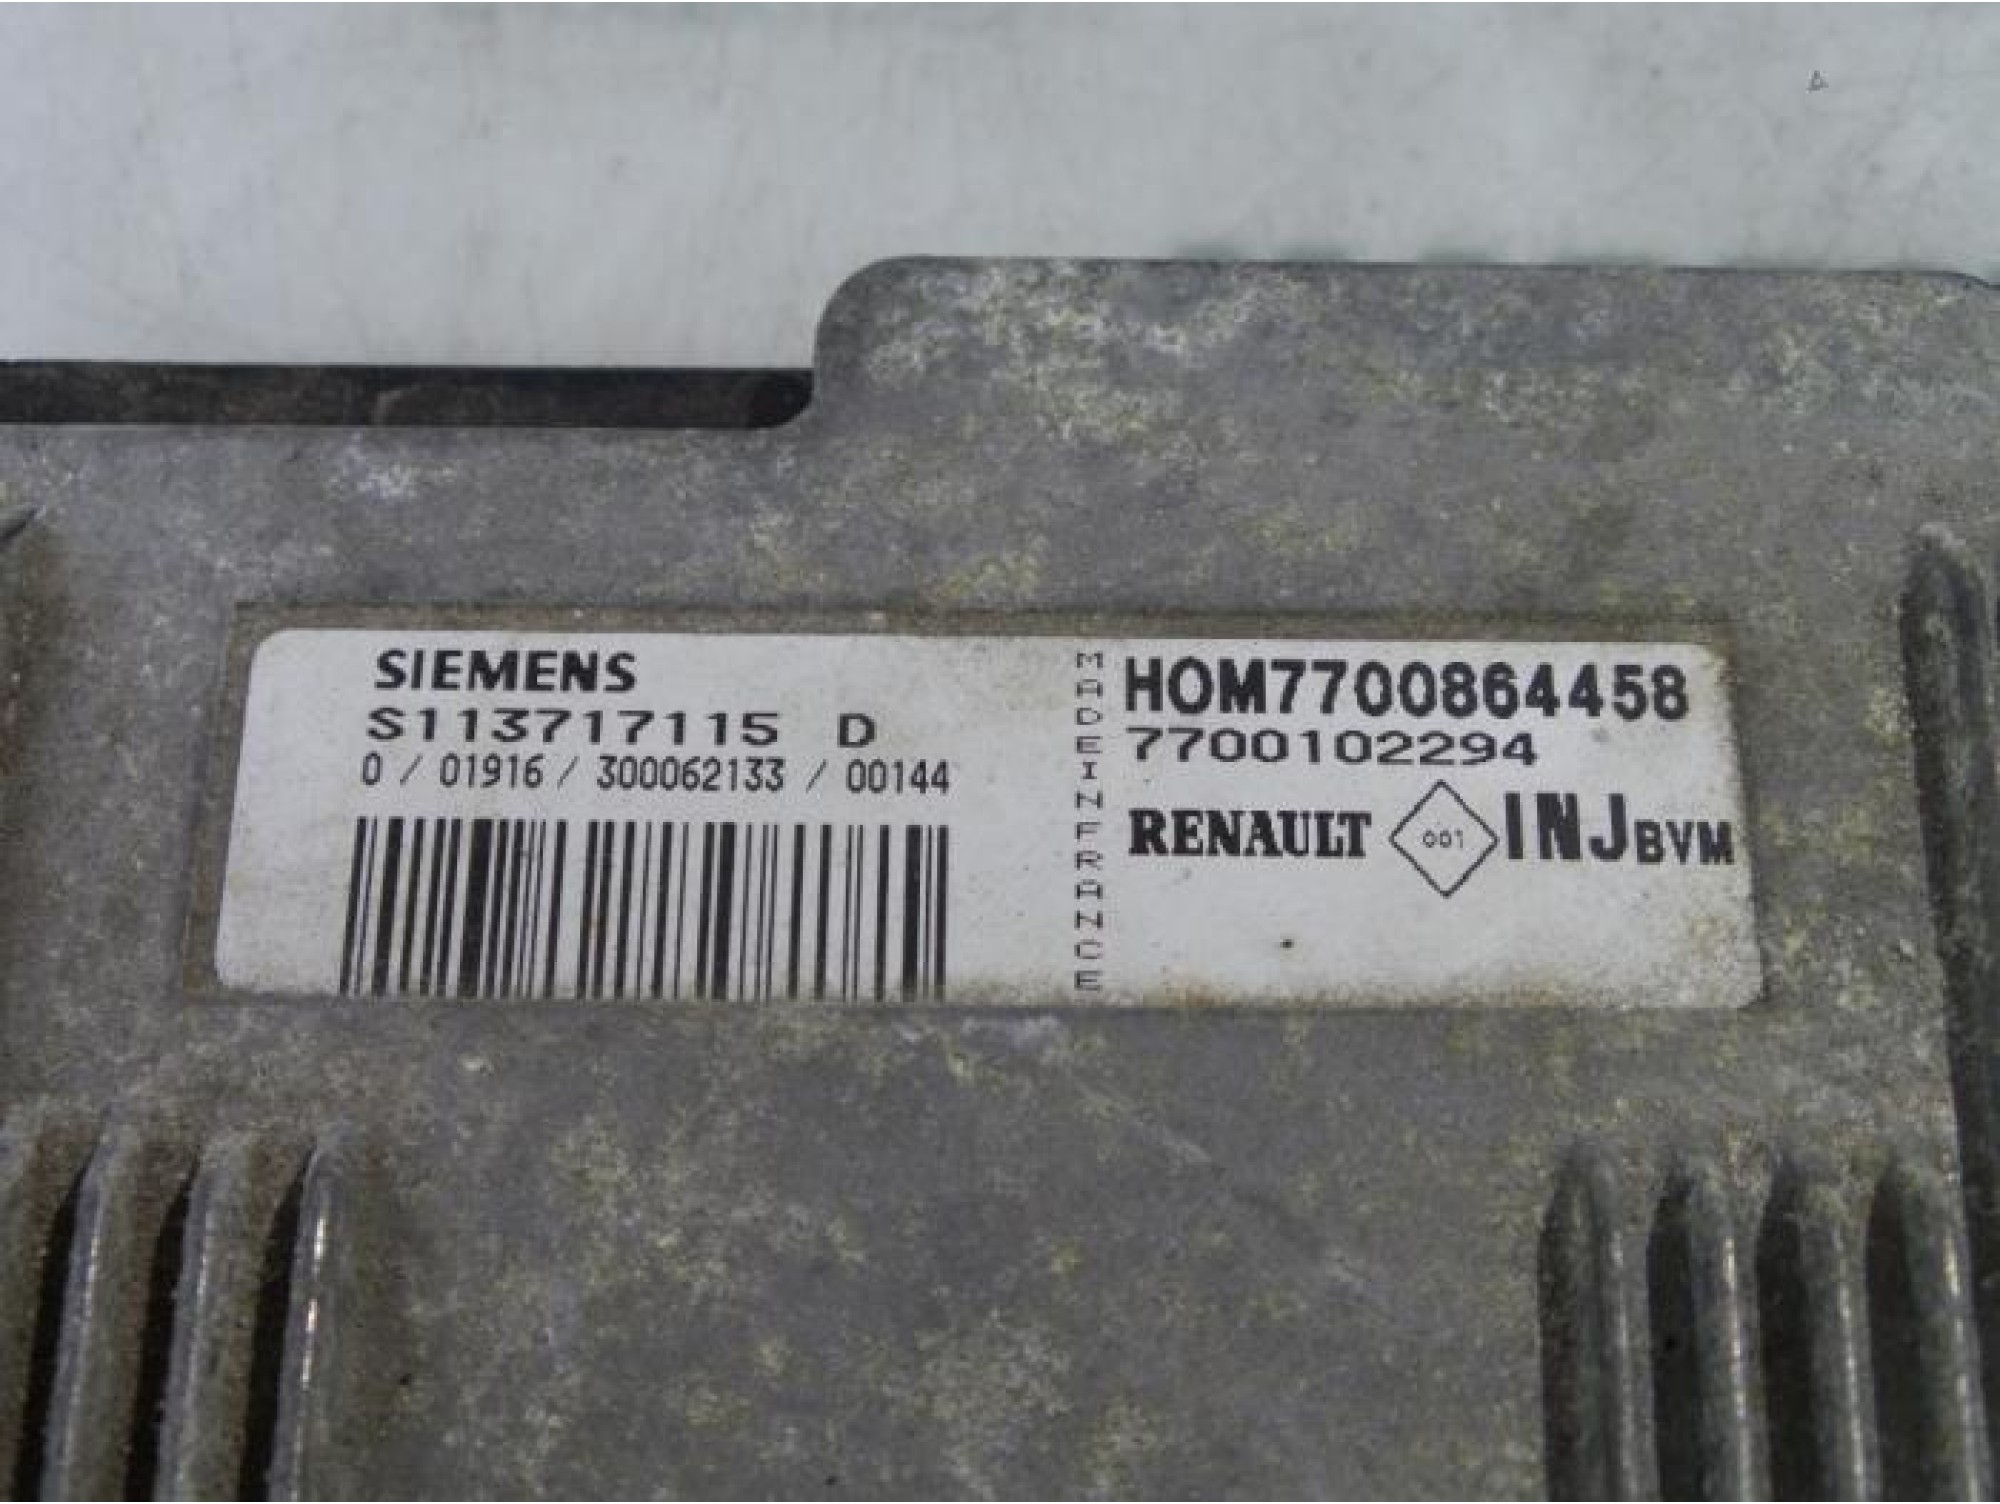 SIEMENS
S113717115 D
0 / 01916 / 300062133 / 00144
MADE IN FRANCE
HOM7700864458
7700102294
RENAULT 001 INJ BVM